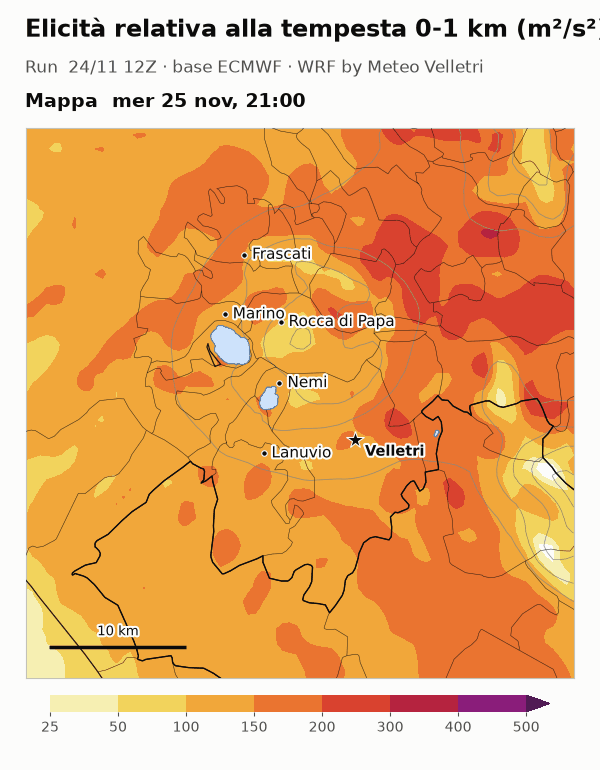 Elicità relativa alla tempesta 0-1 km (m²/s²)
Run  24/11 12Z · base ECMWF · WRF by Meteo Velletri
Mappa  mer 25 nov, 21:00
Frascati
Marino
Rocca di Papa
Nemi
Velletri
Lanuvio
10 km
25 50 100 150 200 300 400 500